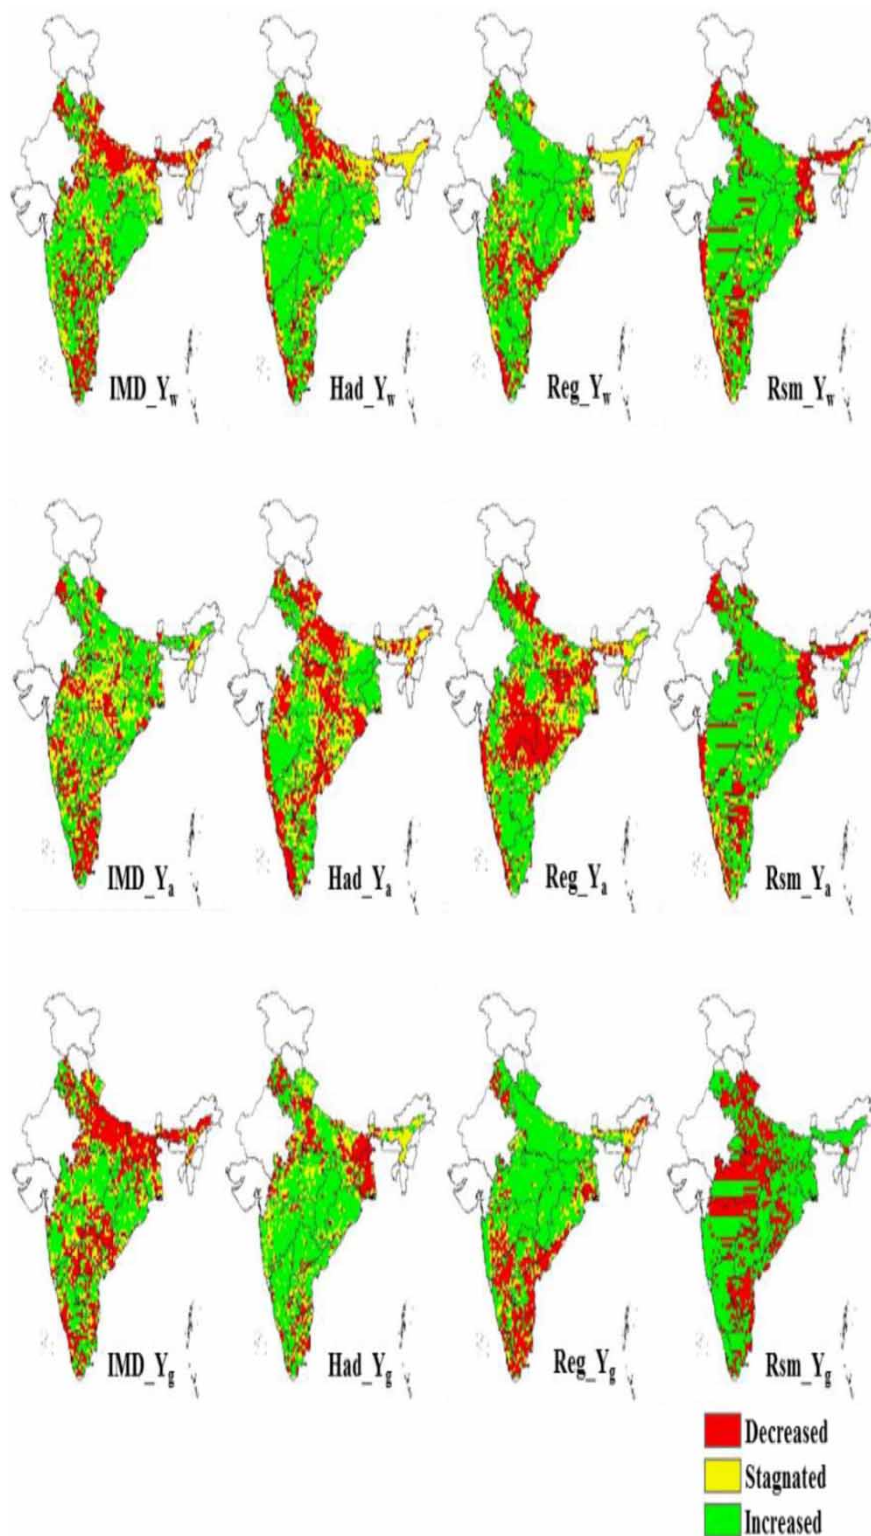 IMD_Yw
Had_Yw
Reg_Yw
Rsm_Yw
IMD_Ya
Had_Ya
Reg_Ya
Rsm_Ya
IMD_Yg
Had_Yg
Reg_Yg
Rsm_Yg
Decreased
Stagnated
Increased